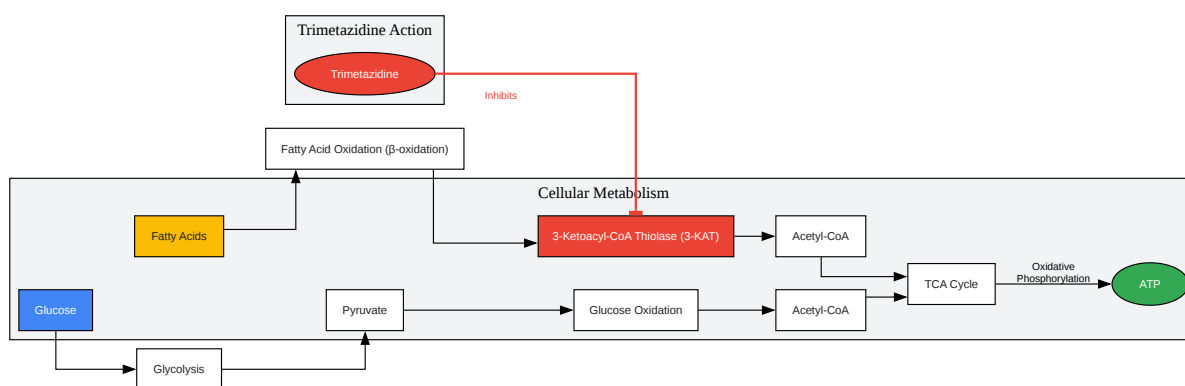 Trimetazidine Action
Trimetazidine
Inhibits
Fatty Acid Oxidation (β-oxidation)
Cellular Metabolism
Fatty Acids
3-Ketoacyl-CoA Thiolase (3-KAT)
Acetyl-CoA
Oxidative
Phosphorylation
TCA Cycle
ATP
Glucose
Pyruvate
Glucose Oxidation
Acetyl-CoA
Glycolysis